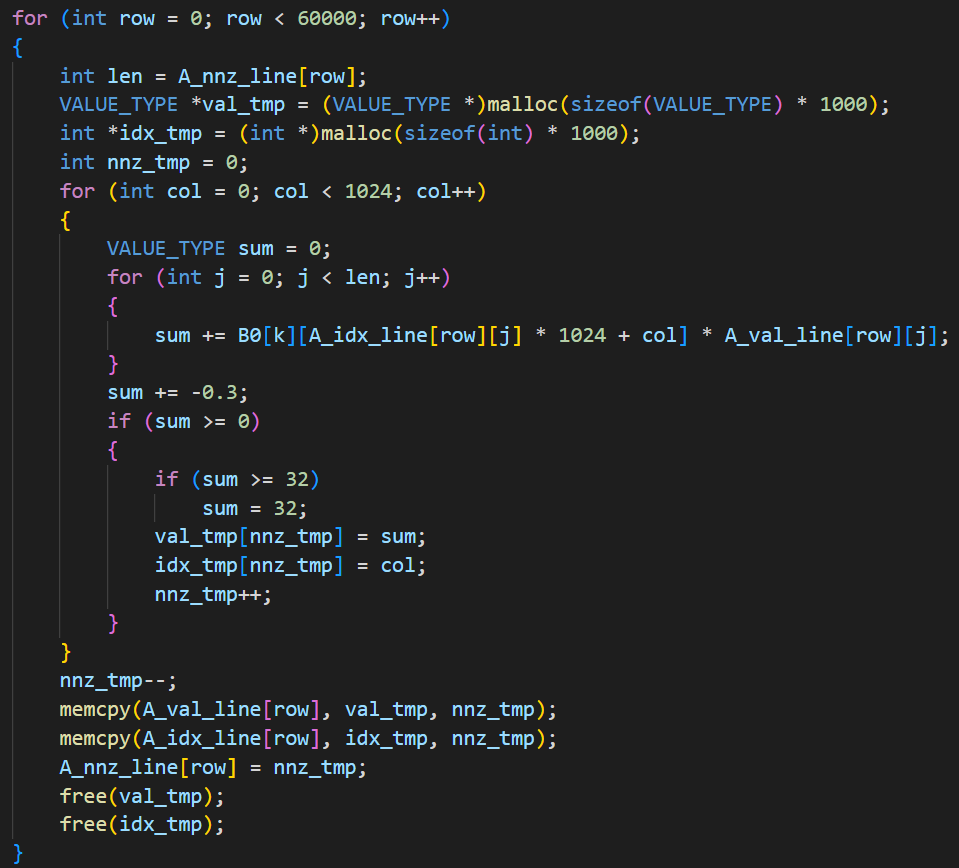 for (int row = 0; row < 60000; row++)
{
    int len = A_nnz_line[row];
    VALUE_TYPE *val_tmp = (VALUE_TYPE *)malloc(sizeof(VALUE_TYPE) * 1000);
    int *idx_tmp = (int *)malloc(sizeof(int) * 1000);
    int nnz_tmp = 0;
    for (int col = 0; col < 1024; col++)
    {
        VALUE_TYPE sum = 0;
        for (int j = 0; j < len; j++)
        {
            sum += B0[k][A_idx_line[row][j] * 1024 + col] * A_val_line[row][j];
        }
        sum += -0.3;
        if (sum >= 0)
        {
            if (sum >= 32)
                sum = 32;
            val_tmp[nnz_tmp] = sum;
            idx_tmp[nnz_tmp] = col;
            nnz_tmp++;
        }
    }
    nnz_tmp--;
    memcpy(A_val_line[row], val_tmp, nnz_tmp);
    memcpy(A_idx_line[row], idx_tmp, nnz_tmp);
    A_nnz_line[row] = nnz_tmp;
    free(val_tmp);
    free(idx_tmp);
}